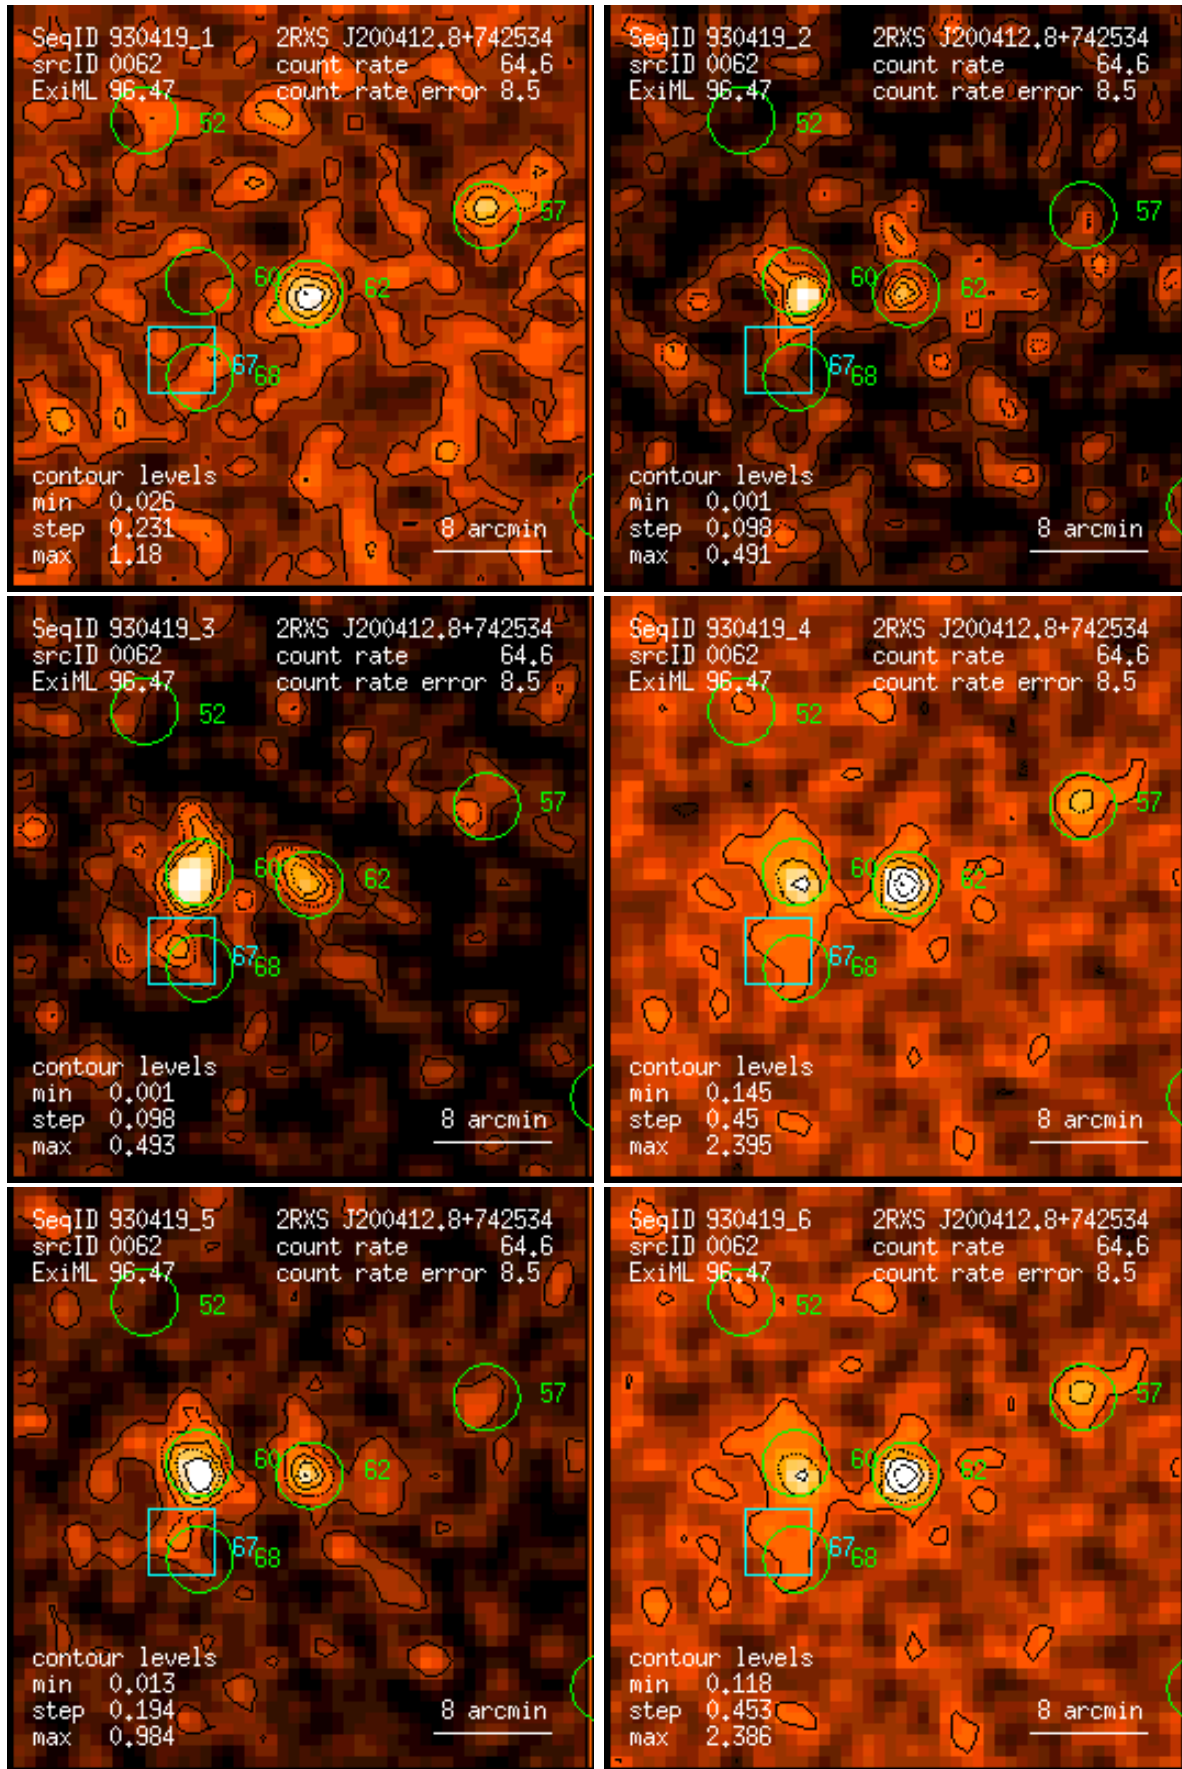 SeqID 930419_1 2RXS J200412.8+742534
srcID 0062 count rate 64.6
ExiML 96.47 count rate error 8.5
52
57
60 62
67 68
contour levels
min 0.026
step 0.231 8 arcmin
max 1.18
SeqID 930419_2 2RXS J200412.8+742534
srcID 0062 count rate 64.6
ExiML 96.47 count rate error 8.5
52
57
60 62
67 68
contour levels
min 0.001
step 0.098 8 arcmin
max 0.491
SeqID 930419_3 2RXS J200412.8+742534
srcID 0062 count rate 64.6
ExiML 96.47 count rate error 8.5
52
57
60 62
67 68
contour levels
min 0.001
step 0.098 8 arcmin
max 0.493
SeqID 930419_4 2RXS J200412.8+742534
srcID 0062 count rate 64.6
ExiML 96.47 count rate error 8.5
52
57
60 62
67 68
contour levels
min 0.145
step 0.45 8 arcmin
max 2.395
SeqID 930419_5 2RXS J200412.8+742534
srcID 0062 count rate 64.6
ExiML 96.47 count rate error 8.5
52
57
60 62
67 68
contour levels
min 0.013
step 0.194 8 arcmin
max 0.984
SeqID 930419_6 2RXS J200412.8+742534
srcID 0062 count rate 64.6
ExiML 96.47 count rate error 8.5
52
57
60 62
67 68
contour levels
min 0.118
step 0.453 8 arcmin
max 2.386